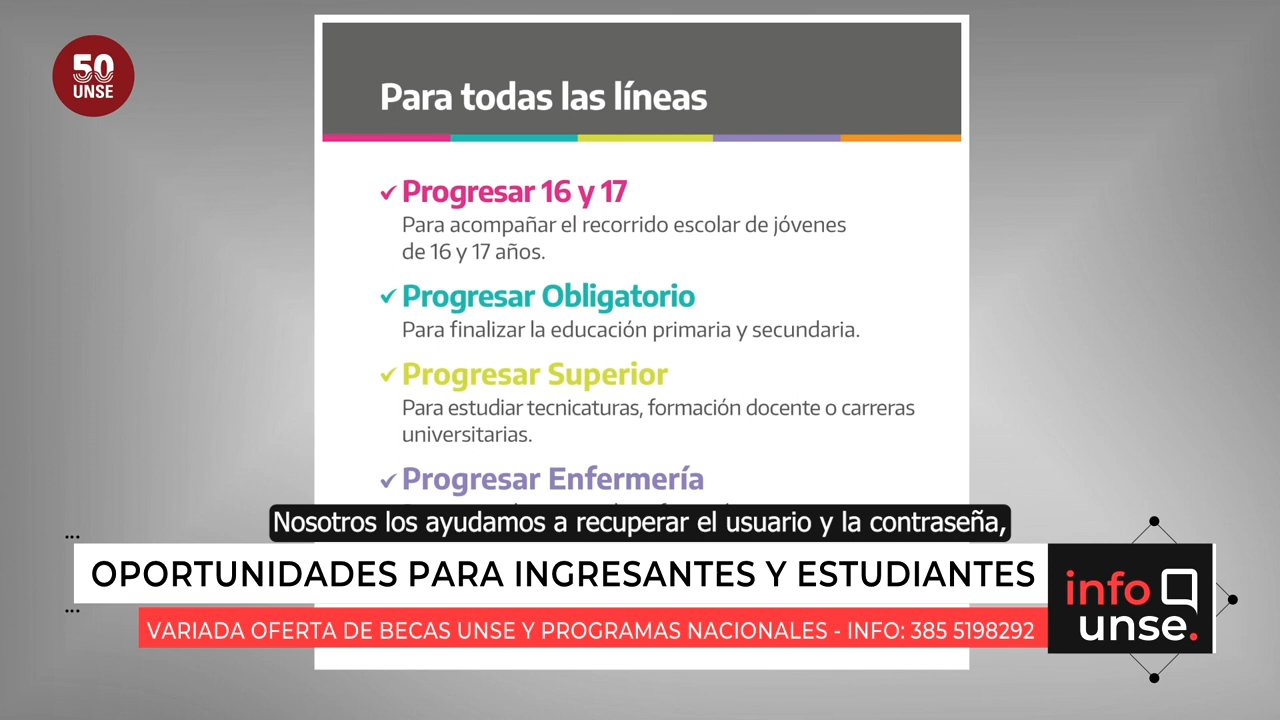 50
UNSE
Para todas las líneas
Progresar 16 y 17
Para acompañar el recorrido escolar de jóvenes
de 16 y 17 años.
Progresar Obligatorio
Para finalizar la educación primaria y secundaria.
Progresar Superior
Para estudiar tecnicaturas, formación docente o carreras
universitarias.
Progresar Enfermería
Nosotros los ayudamos a recuperar el usuario y la contraseña,
OPORTUNIDADES PARA INGRESANTES Y ESTUDIANTES
VARIADA OFERTA DE BECAS UNSE Y PROGRAMAS NACIONALES - INFO: 385 5198292
info
unse.